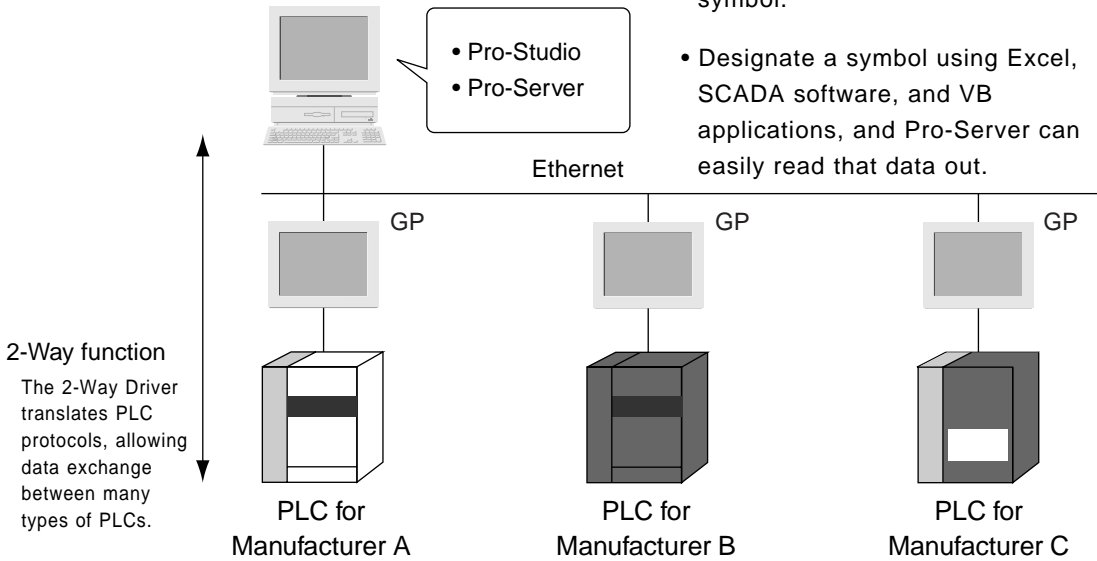 symbol.
• Pro-Studio
• Pro-Server
• Designate a symbol using Excel,
SCADA software, and VB
applications, and Pro-Server can
easily read that data out.
Ethernet
GP
GP
GP
2-Way function
The 2-Way Driver
translates PLC
protocols, allowing
data exchange
between many
types of PLCs.
PLC for
Manufacturer A
PLC for
Manufacturer B
PLC for
Manufacturer C